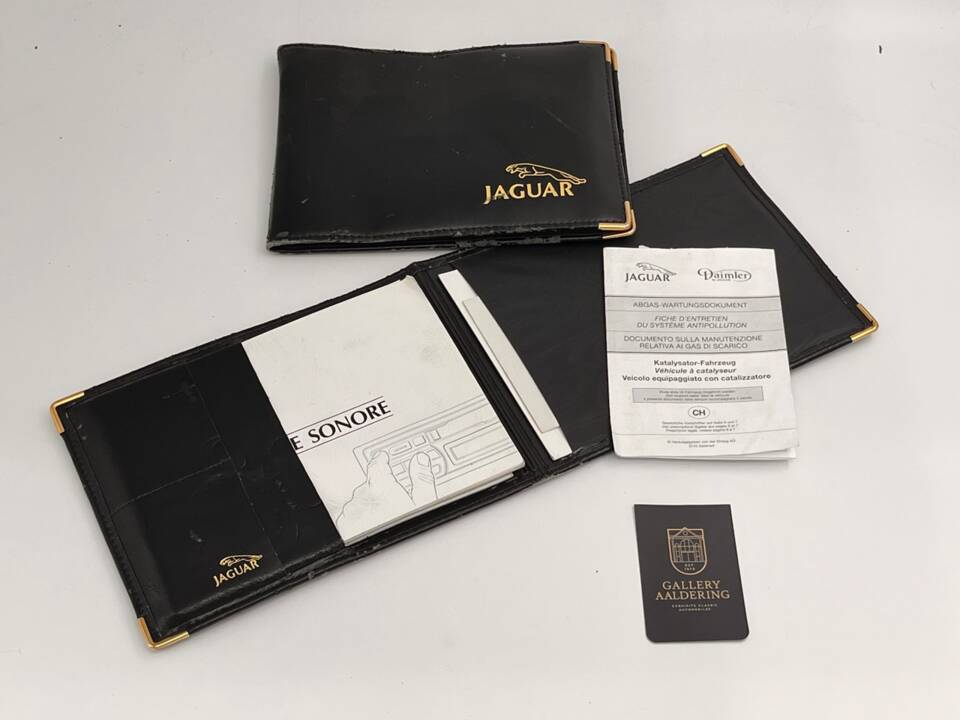 JAGUAR
JAGUAR
Daimler
ABGAS-WARTUNGSDOKUMENT
FICHE D'ENTRETIEN
DU SYSTÈME ANTIPOLLUTION
DOCUMENTO SULLA MANUTENZIONE
RELATIVA AI GAS DI SCARICO
Katalysator-Fahrzeug
Véhicule à catalyseur
Veicolo equipaggiato con catalizzatore
CH
E SONORE
JAGUAR
EST
GALLERY
AALDERING
EXQUISITE CLASSIC
AUTOMOBILES